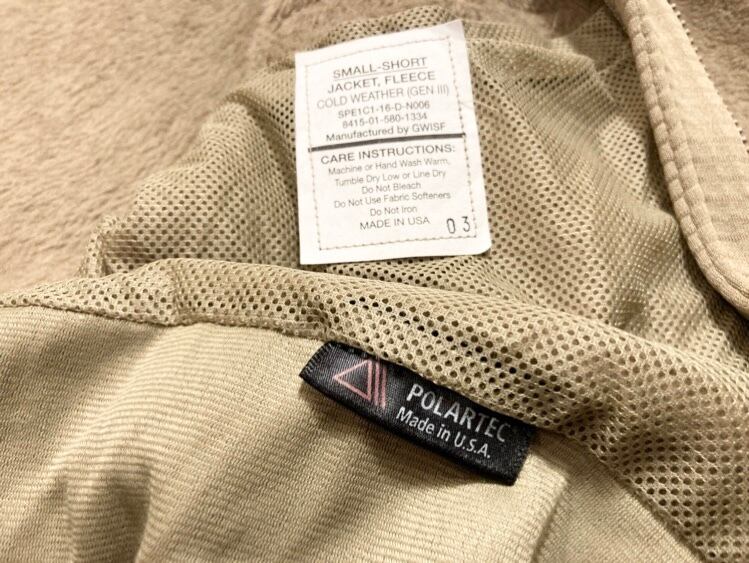 SMALL-SHORT
JACKET, FLEECE
COLD WEATHER (GEN III)
SPE1C1-16-D-N006
8415-01-580-1334
Manufactured by GWISF
CARE INSTRUCTIONS:
Machine or Hand Wash Warm,
Tumble Dry Low or Line Dry
Do Not Bleach
Do Not Use Fabric Softeners
Do Not Iron
MADE IN USA
03
POLARTEC
Made in U.S.A.